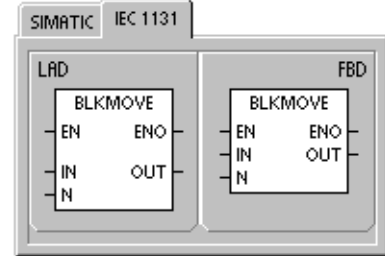 SIMATIC IEC 1131
LAD FBD
BLKMOVE BLKMOVE
EN ENO EN ENO
IN OUT IN OUT
N N